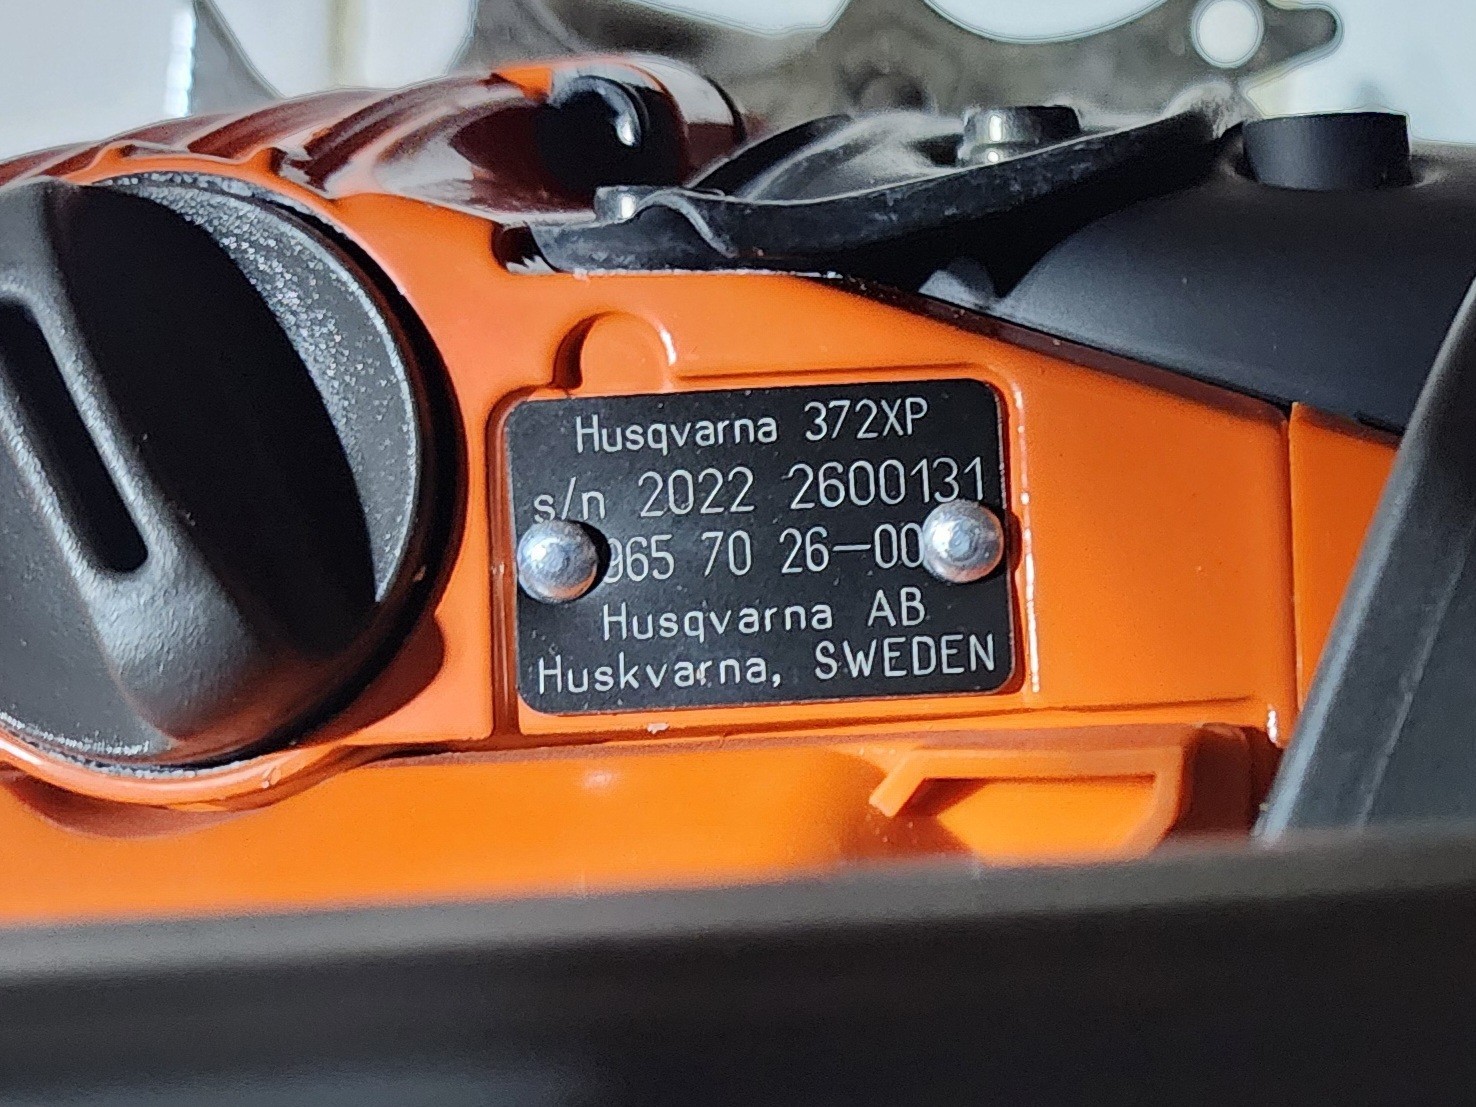 Husqvarna 372XP
s/n 2022 2600131
965 70 26-00
Husqvarna AB
Huskvarna, SWEDEN